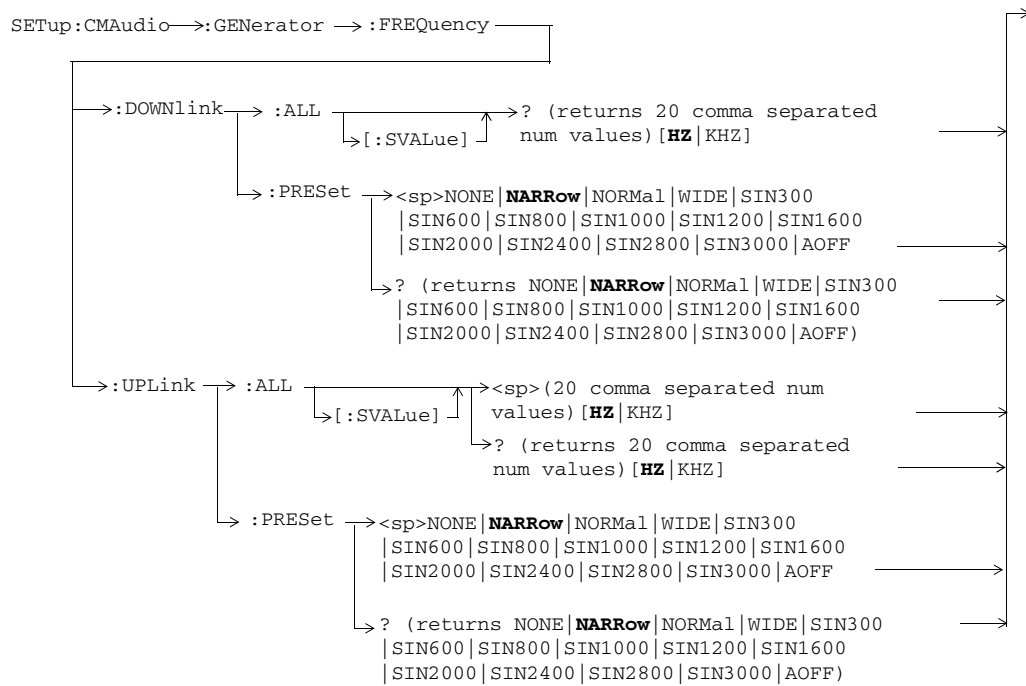 SETup:CMAudio :GENerator :FREQuency
:DOWNlink :ALL ? (returns 20 comma separated
[:SVALue] num values)[HZ|KHZ]
:PRESet <sp>NONE|NARRow|NORMal|WIDE|SIN300
|SIN600|SIN800|SIN1000|SIN1200|SIN1600
|SIN2000|SIN2400|SIN2800|SIN3000|AOFF
? (returns NONE|NARRow|NORMal|WIDE|SIN300
|SIN600|SIN800|SIN1000|SIN1200|SIN1600
|SIN2000|SIN2400|SIN2800|SIN3000|AOFF)
:UPLink :ALL <sp>(20 comma separated num
[:SVALue] values)[HZ|KHZ]
? (returns 20 comma separated
num values)[HZ|KHZ]
:PRESet <sp>NONE|NARRow|NORMal|WIDE|SIN300
|SIN600|SIN800|SIN1000|SIN1200|SIN1600
|SIN2000|SIN2400|SIN2800|SIN3000|AOFF
? (returns NONE|NARRow|NORMal|WIDE|SIN300
|SIN600|SIN800|SIN1000|SIN1200|SIN1600
|SIN2000|SIN2400|SIN2800|SIN3000|AOFF)